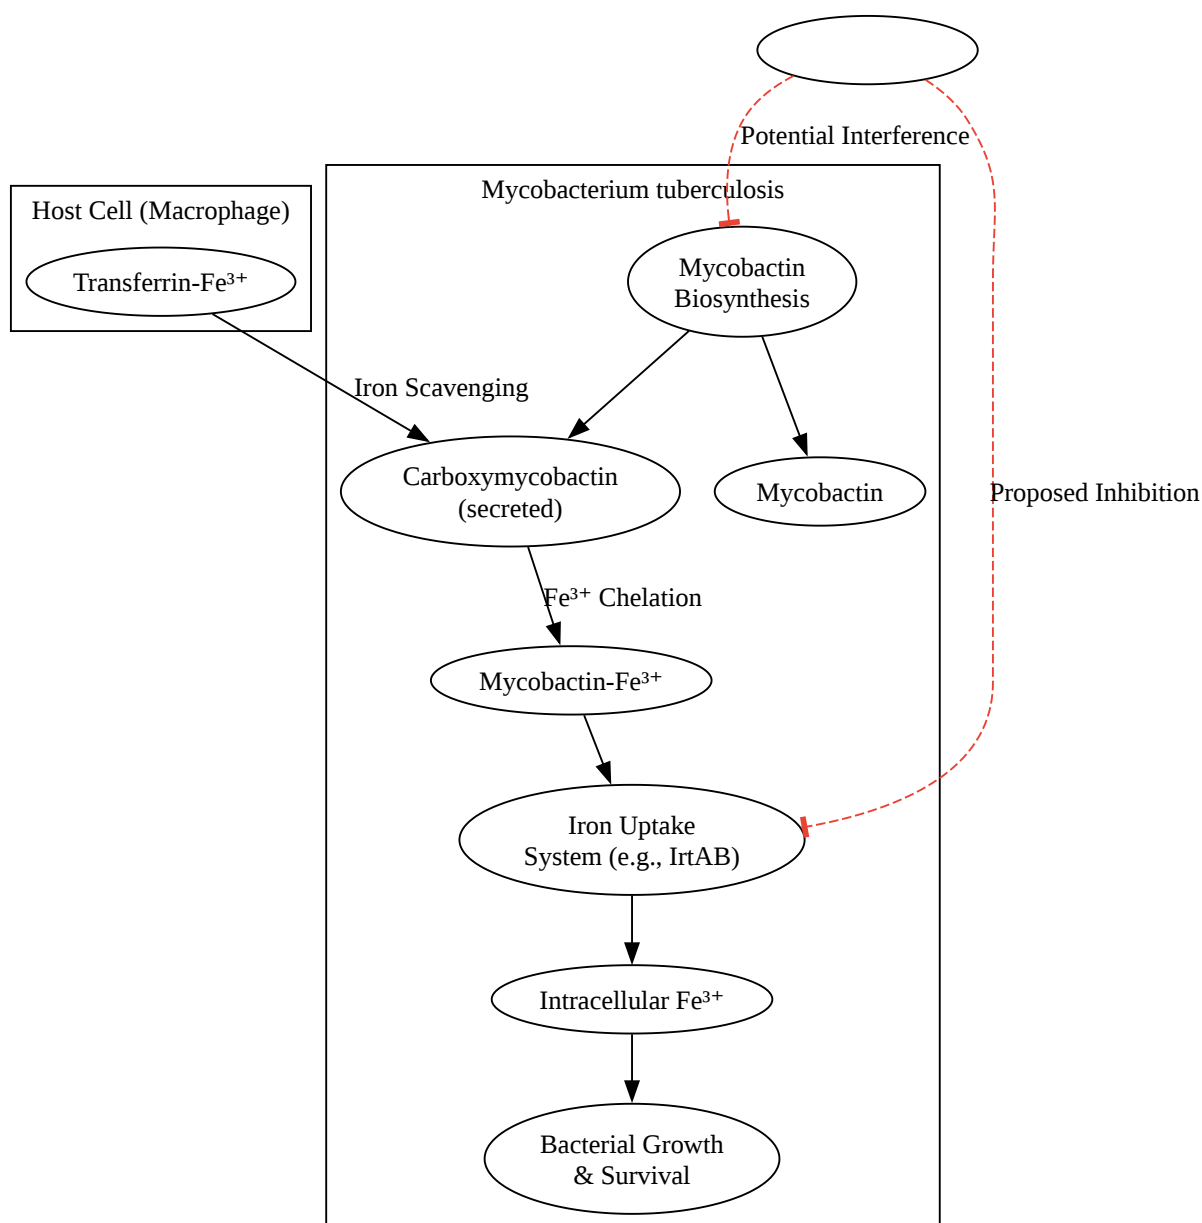 Potential Interference
Mycobacterium tuberculosis
Host Cell (Macrophage)
Transferrin-Fe³⁺
Mycobactin
Biosynthesis
Iron Scavenging
Carboxymycobactin
(secreted)
Mycobactin
Proposed Inhibition
Fe³⁺ Chelation
Mycobactin-Fe³⁺
Iron Uptake
System (e.g., IrtAB)
Intracellular Fe³⁺
Bacterial Growth
& Survival